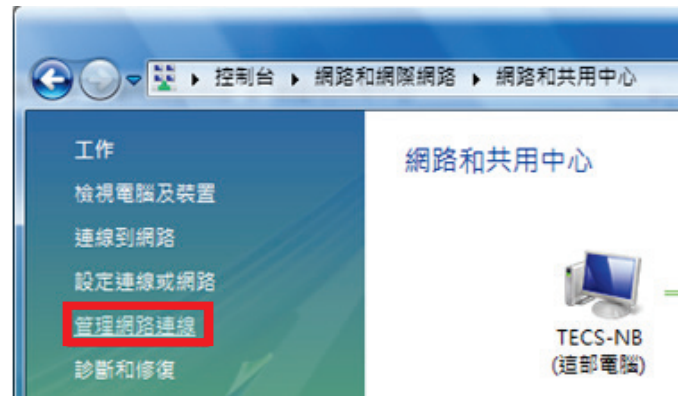 控制台 ▸ 網路和網際網路 ▸ 網路和共用中心
工作
檢視電腦及裝置
連線到網路
設定連線或網路
管理網路連線
診斷和修復
網路和共用中心
TECS-NB
(這部電腦)